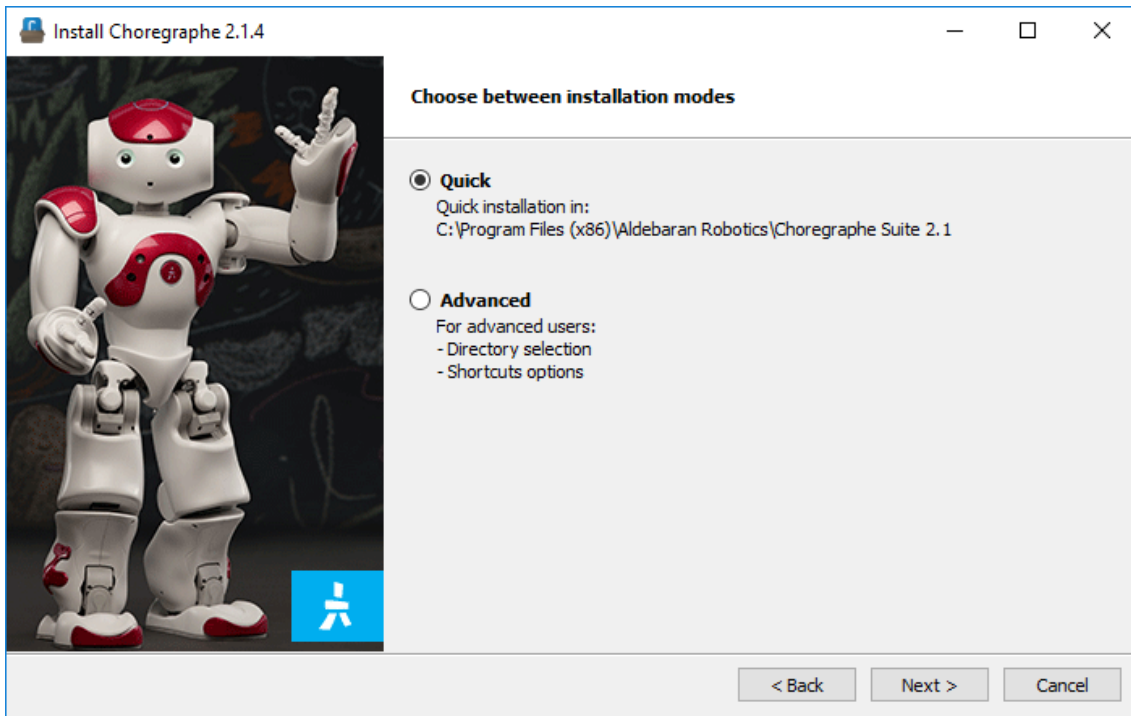 Install Choregraphe 2.1.4
Choose between installation modes
Quick
Quick installation in:
C:\Program Files (x86)\Aldebaran Robotics\Choregraphe Suite 2.1
Advanced
For advanced users:
- Directory selection
- Shortcuts options
< Back
Next >
Cancel